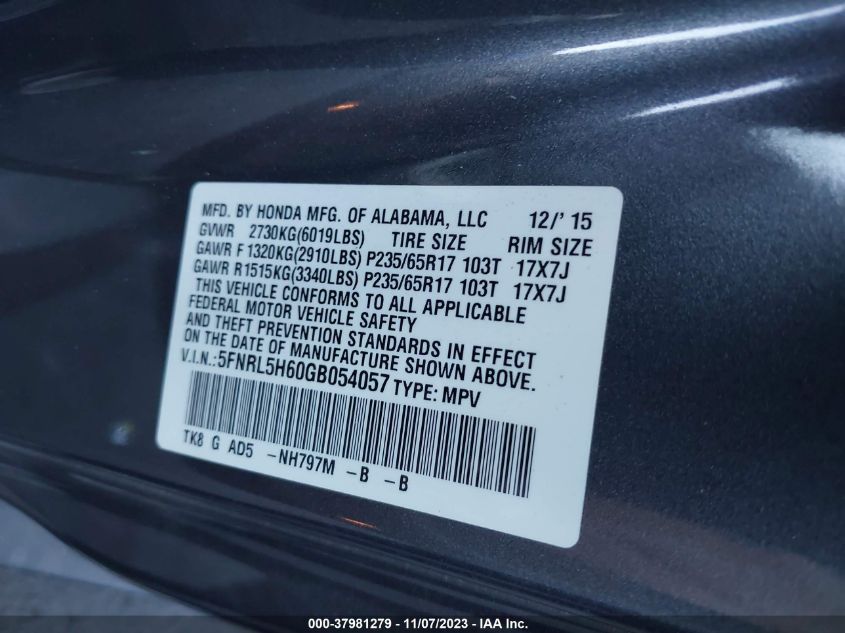 MFD. BY HONDA MFG. OF ALABAMA, LLC 12/' 15
GVWR 2730KG(6019LBS) TIRE SIZE RIM SIZE
GAWR F 1320KG(2910LBS) P235/65R17 103T 17X7J
GAWR R1515KG(3340LBS) P235/65R17 103T 17X7J
THIS VEHICLE CONFORMS TO ALL APPLICABLE
FEDERAL MOTOR VEHICLE SAFETY
AND THEFT PREVENTION STANDARDS IN EFFECT
ON THE DATE OF MANUFACTURE SHOWN ABOVE.
V.I.N.:5FNRL5H60GB054057 TYPE: MPV
TK8 G AD5 -NH797M -B -B
000-37981279 - 11/07/2023 - IAA Inc.